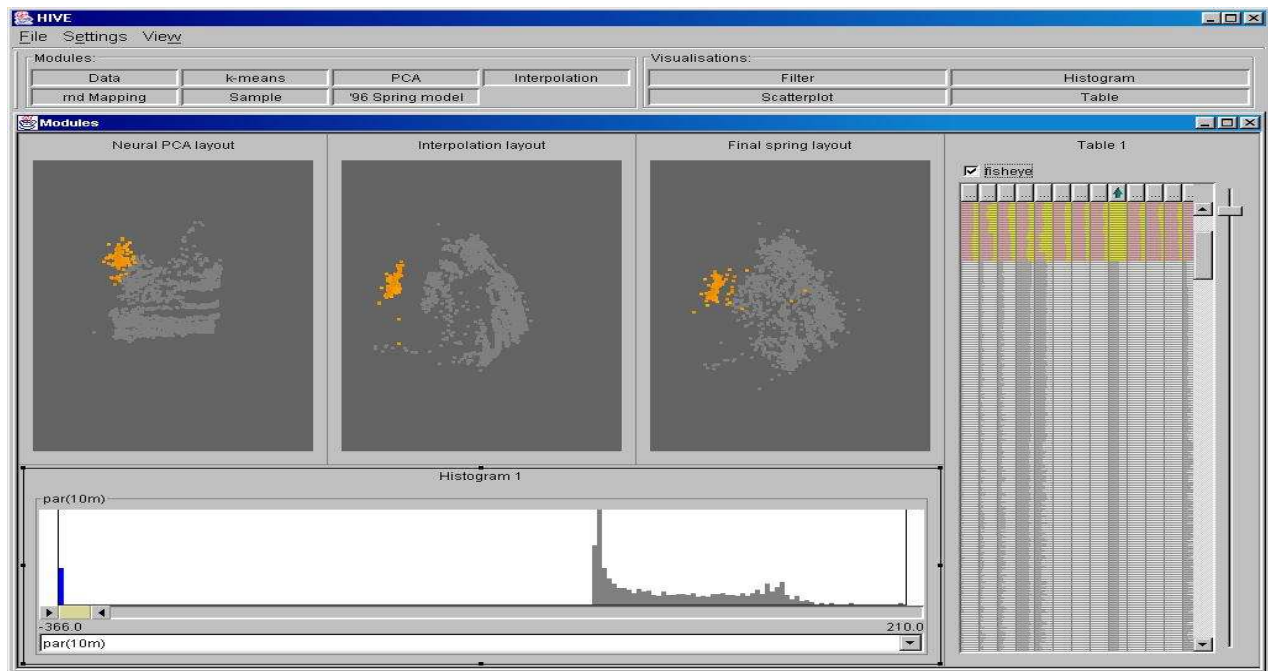 HIVE
File Settings View
Modules: Visualisations:
Data k-means PCA Interpolation Filter Histogram
rnd Mapping Sample '96 Spring model Scatterplot Table
Modules
Neural PCA layout Interpolation layout Final spring layout Table 1
fisheye
... ... ... ... ... ... ... ... ... ... ... ...
Histogram 1
par(10m)
-366.0 210.0
par(10m)